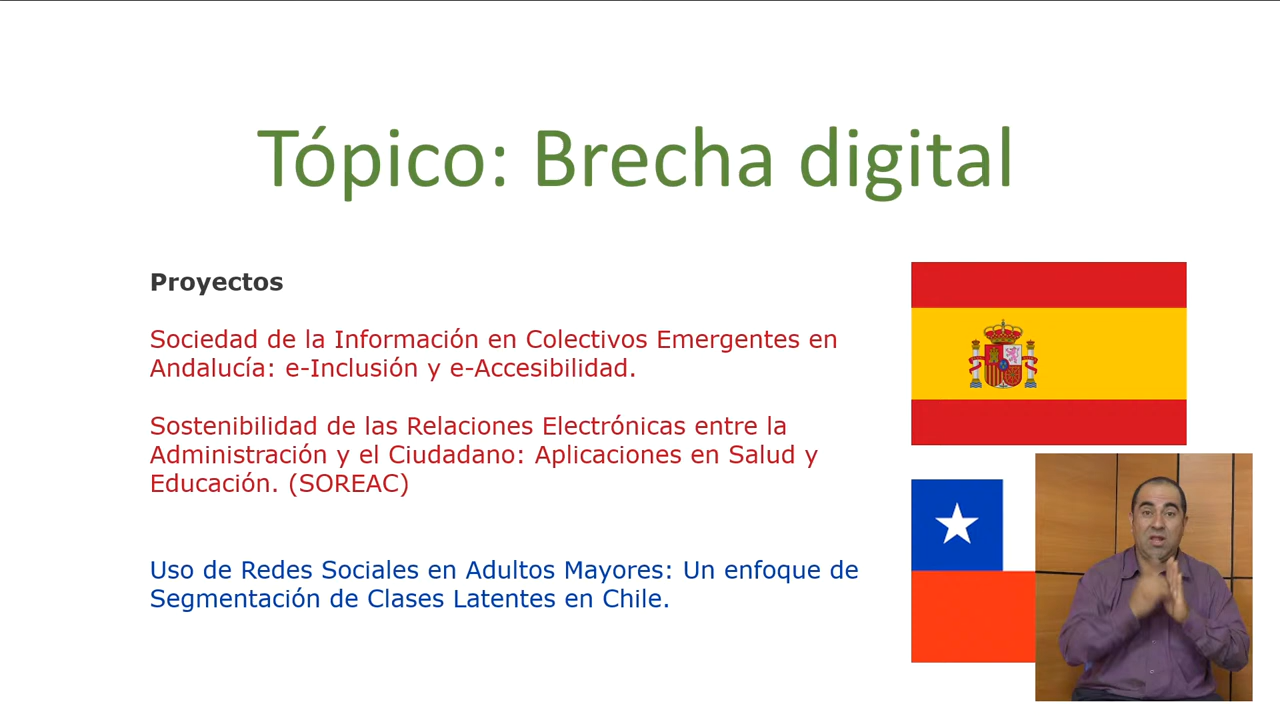 Tópico: Brecha digital
Proyectos
Sociedad de la Información en Colectivos Emergentes en
Andalucía: e-Inclusión y e-Accesibilidad.
Sostenibilidad de las Relaciones Electrónicas entre la
Administración y el Ciudadano: Aplicaciones en Salud y
Educación. (SOREAC)
Uso de Redes Sociales en Adultos Mayores: Un enfoque de
Segmentación de Clases Latentes en Chile.